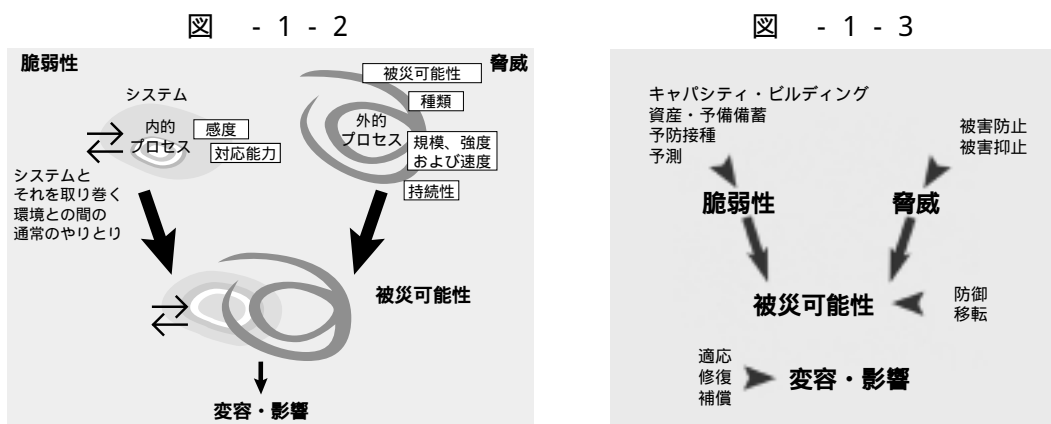 図 -1-2
脆弱性
脅威
被災可能性
システム
種類
内的
プロセス
感度
対応能力
外的
プロセス
規模、強度
および速度
持続性
システムと
それを取り巻く
環境との間の
通常のやりとり
被災可能性
変容・影響
図 -1-3
キャパシティ・ビルディング
資産・予備備蓄
予防接種
予測
被害防止
被害抑止
脆弱性
脅威
被災可能性
防御
移転
適応
修復
補償
変容・影響